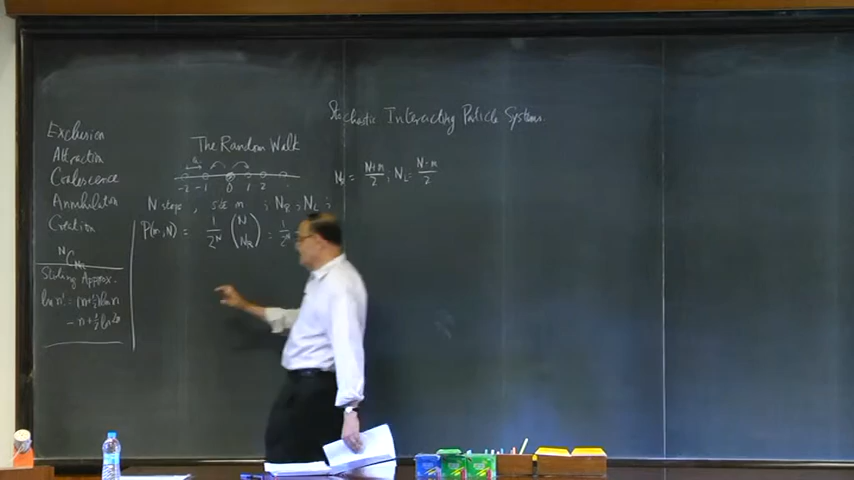 Stochastic Interacting Particle Systems.
Exclusion
Attraction
Coalescence
Annihilation
Creation
ᴺC_{N_R}
Stirling Approx.
ln n! = (n+½) ln n
- n + ½ ln 2π
The Random Walk
-2 -1 0 1 2
N steps, site m ; N_R, N_L ;
P(m,N) = 1/2^N (N N_R) = 1/2^N
N_R = (N+m)/2 ; N_L = (N-m)/2